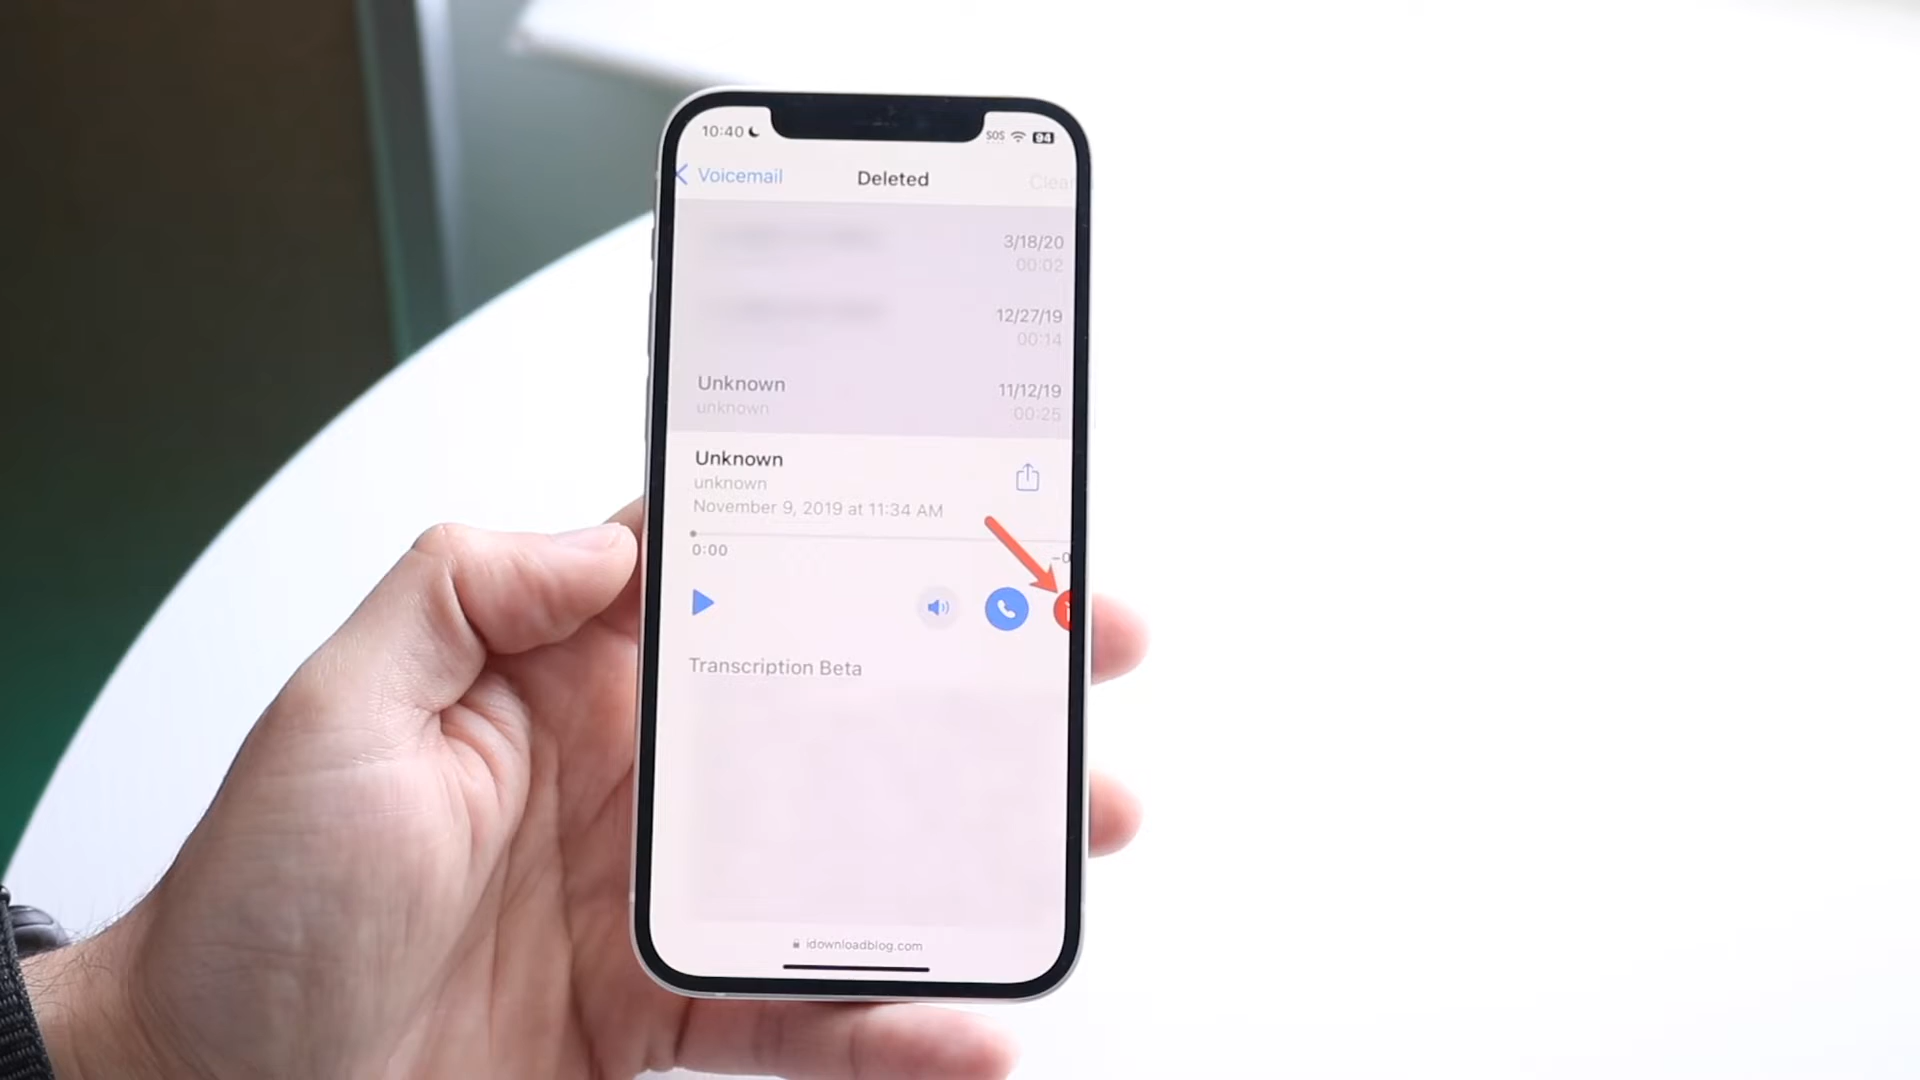 10:40
SOS
94
Voicemail
Deleted
Clear
3/18/20
00:02
12/27/19
00:14
Unknown
11/12/19
unknown
00:25
Unknown
unknown
November 9, 2019 at 11:34 AM
0:00
-0
Transcription Beta
idownloadblog.com